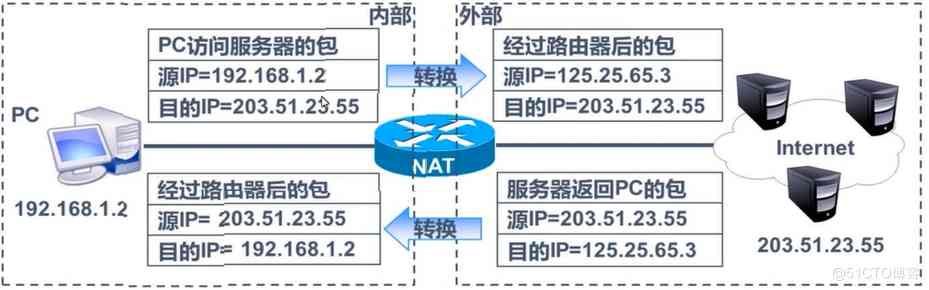 内部
外部
PC访问服务器的包
源IP=192.168.1.2
目的IP=203.51.23.55
转换
经过路由器后的包
源IP=125.25.65.3
目的IP=203.51.23.55
PC
192.168.1.2
NAT
Internet
203.51.23.55
经过路由器后的包
源IP= 203.51.23.55
目的IP= 192.168.1.2
转换
服务器返回PC的包
源IP=203.51.23.55
目的IP=125.25.65.3
@51CTO博客